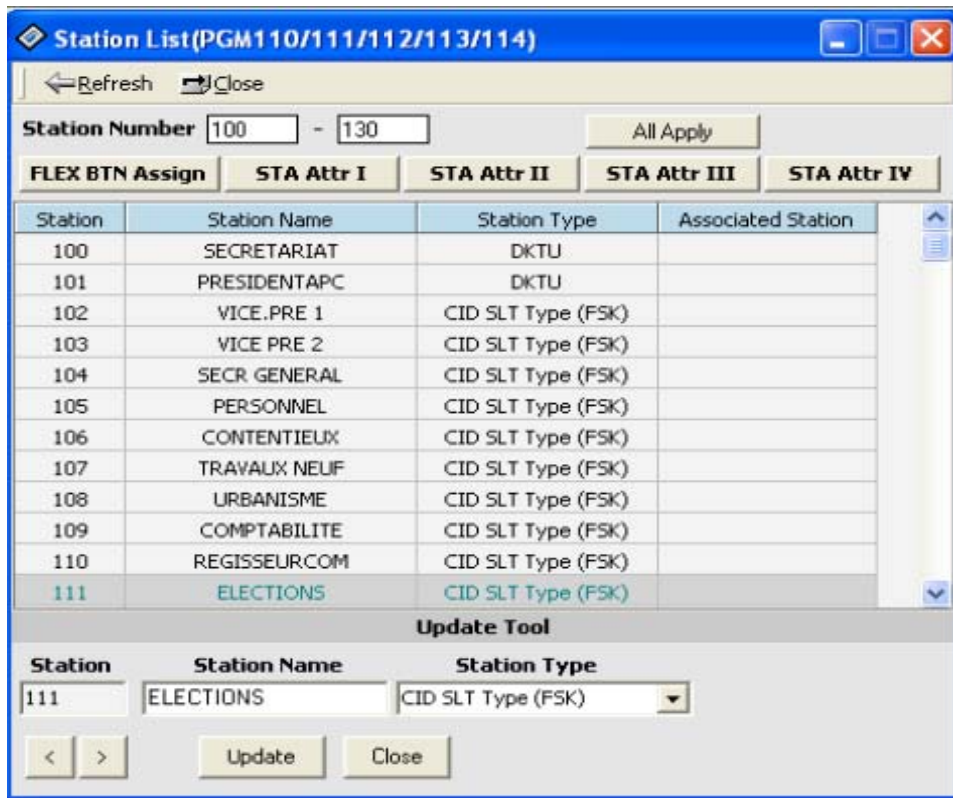 Station List(PGM110/111/112/113/114)
Refresh Close
Station Number 100 - 130 All Apply
FLEX BTN Assign STA Attr I STA Attr II STA Attr III STA Attr IV
Station Station Name Station Type Associated Station
100 SECRETARIAT DKTU
101 PRESIDENTAPC DKTU
102 VICE.PRE 1 CID SLT Type (FSK)
103 VICE PRE 2 CID SLT Type (FSK)
104 SECR GENERAL CID SLT Type (FSK)
105 PERSONNEL CID SLT Type (FSK)
106 CONTENTIEUX CID SLT Type (FSK)
107 TRAVAUX NEUF CID SLT Type (FSK)
108 URBANISME CID SLT Type (FSK)
109 COMPTABILITE CID SLT Type (FSK)
110 REGISSEURCOM CID SLT Type (FSK)
111 ELECTIONS CID SLT Type (FSK)
Update Tool
Station Station Name Station Type
111 ELECTIONS CID SLT Type (FSK)
< > Update Close